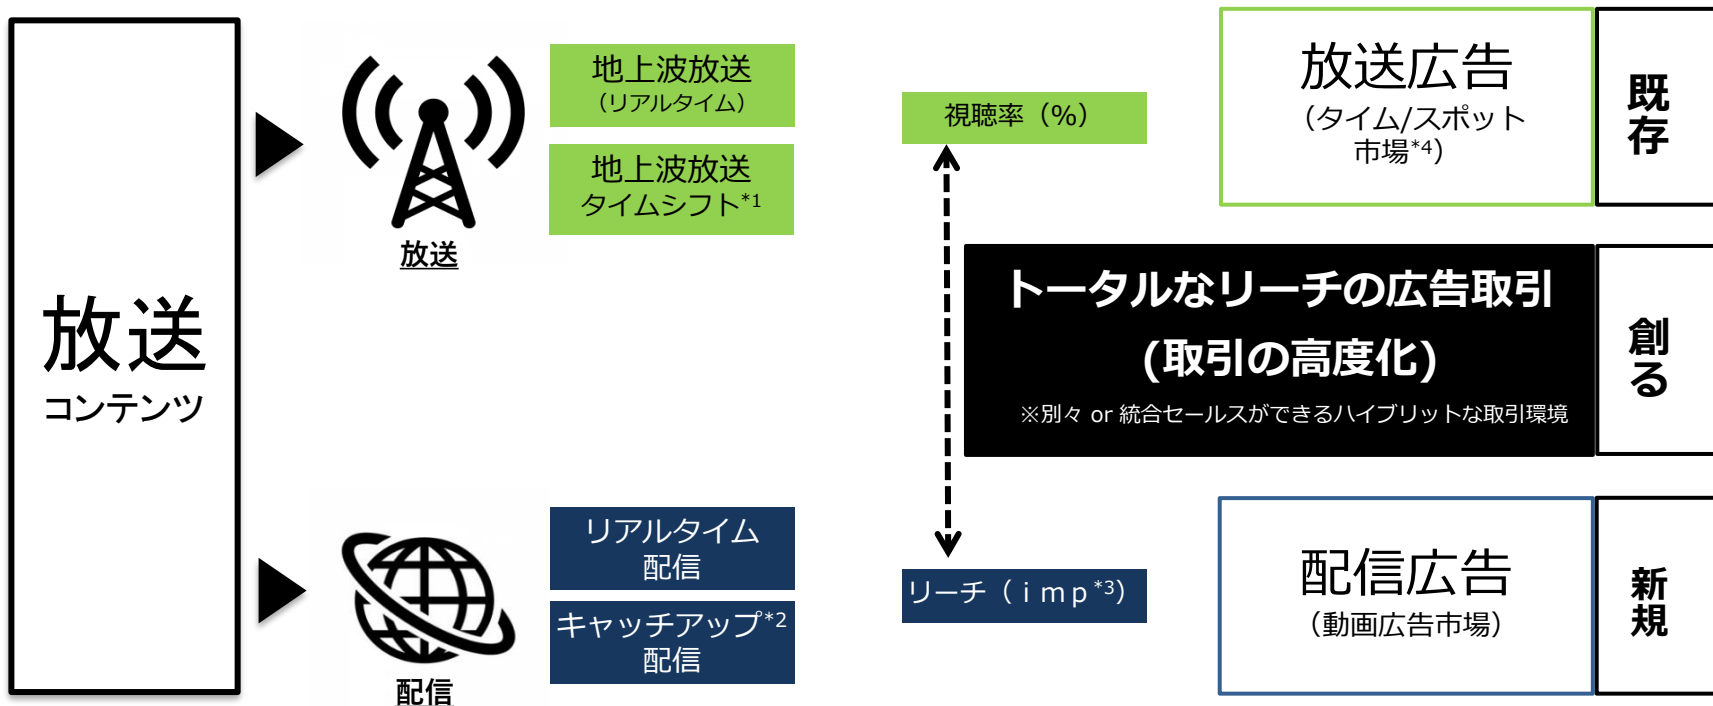 放送
コンテンツ
放送
地上波放送
（リアルタイム）
地上波放送
タイムシフト*1
視聴率（%）
放送広告
（タイム/スポット
市場*4）
既存
トータルなリーチの広告取引
(取引の高度化)
※別々 or 統合セールスができるハイブリットな取引環境
創る
配信
リアルタイム
配信
キャッチアップ*2
配信
リーチ（ｉｍｐ*3）
配信広告
（動画広告市場）
新規